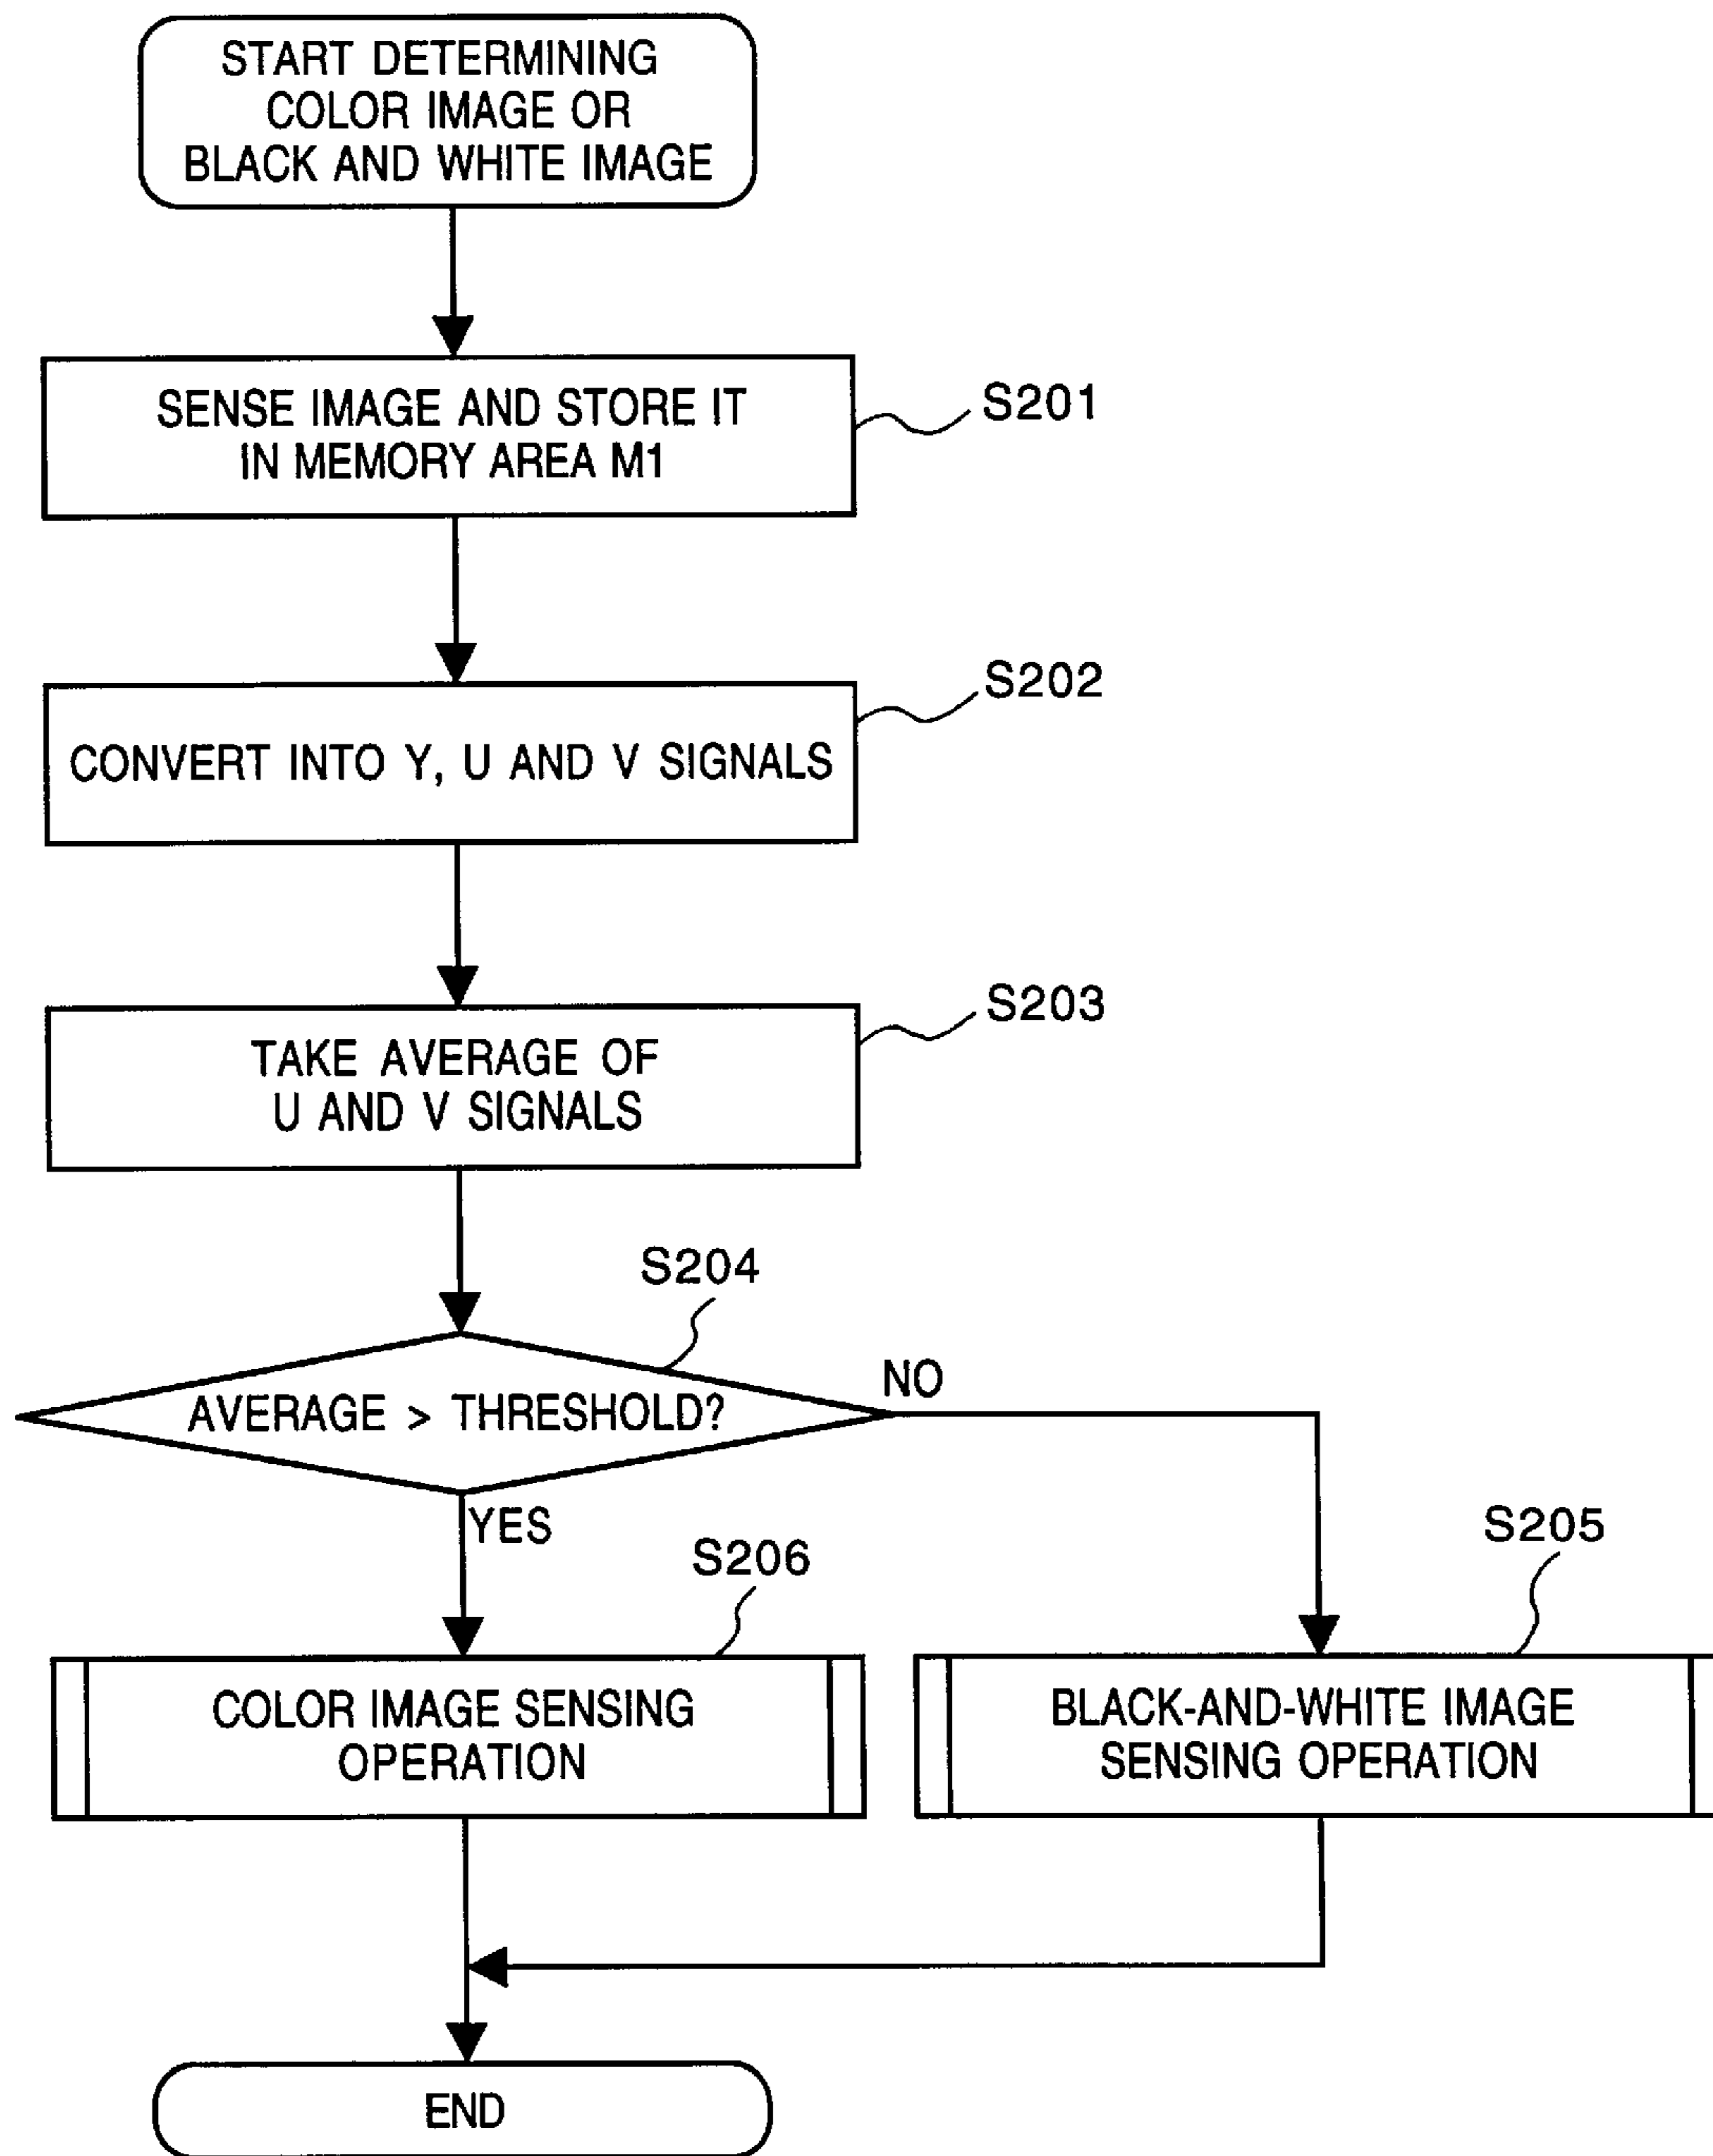 START DETERMINING
COLOR IMAGE OR
BLACK AND WHITE IMAGE
SENSE IMAGE AND STORE IT
IN MEMORY AREA M1
S201
CONVERT INTO Y, U AND V SIGNALS
S202
TAKE AVERAGE OF
U AND V SIGNALS
S203
S204
AVERAGE > THRESHOLD?
NO
YES
S206
COLOR IMAGE SENSING
OPERATION
S205
BLACK-AND-WHITE IMAGE
SENSING OPERATION
END